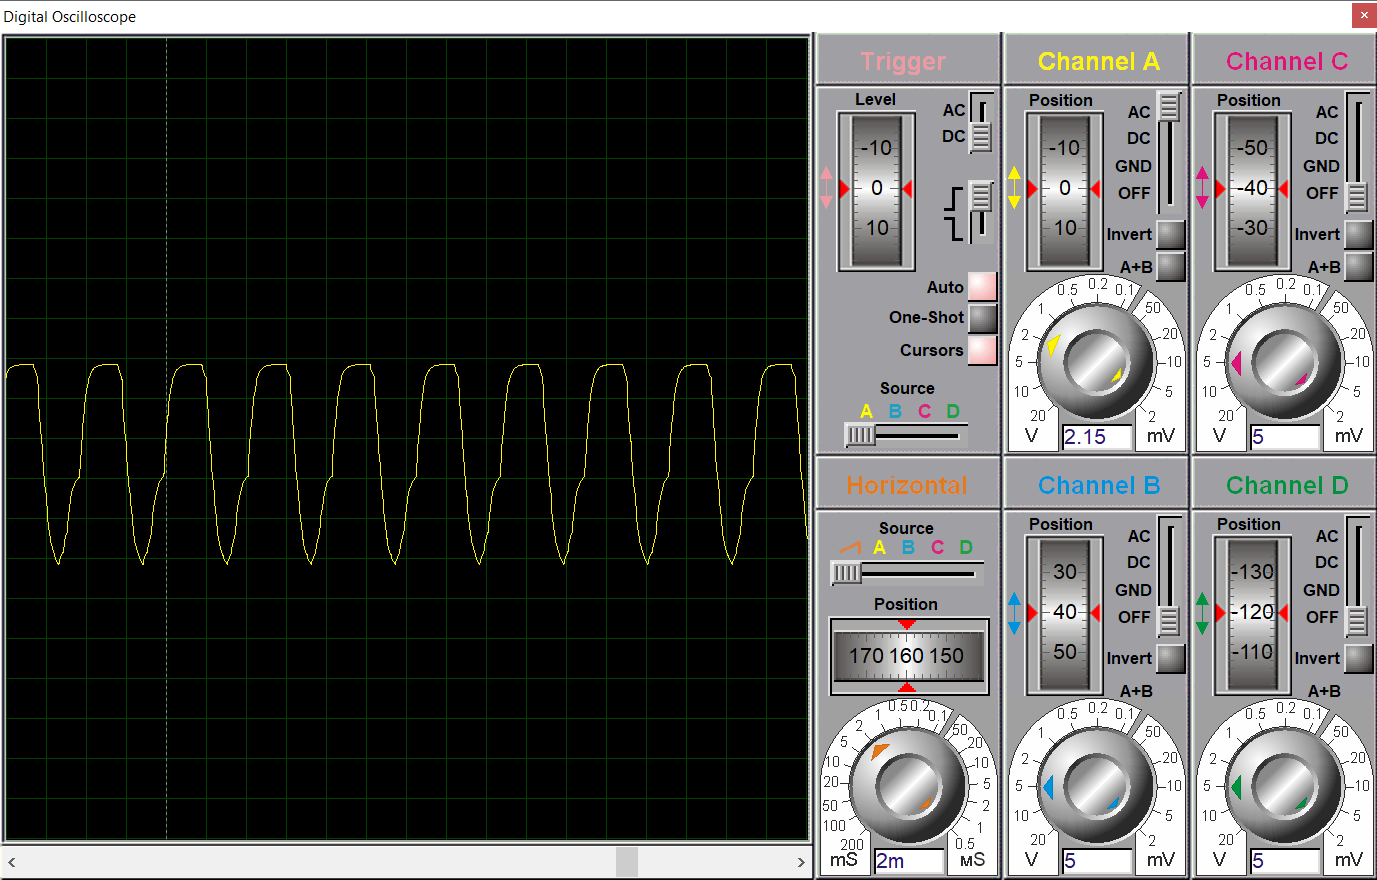 Digital Oscilloscope
Trigger
Level
AC
DC
-10
0
10
Auto
One-Shot
Cursors
Source
A B C D
Channel A
Position
AC
DC
GND
OFF
-10
0
10
Invert
A+B
20 10 5 2 1 0.5 0.2 0.1 50 20 10 5 2
V 2.15 mV
Channel C
Position
AC
DC
GND
OFF
-50
-40
-30
Invert
A+B
20 10 5 2 1 0.5 0.2 0.1 50 20 10 5 2
V 5 mV
Horizontal
Source
A B C D
Position
170 160 150
200 100 50 20 10 5 2 1 0.5 0.2 0.1 50 20 10 5 2 1 0.5
mS 2m мS
Channel B
Position
AC
DC
GND
OFF
30
40
50
Invert
A+B
20 10 5 2 1 0.5 0.2 0.1 50 20 10 5 2
V 5 mV
Channel D
Position
AC
DC
GND
OFF
-130
-120
-110
Invert
A+B
20 10 5 2 1 0.5 0.2 0.1 50 20 10 5 2
V 5 mV